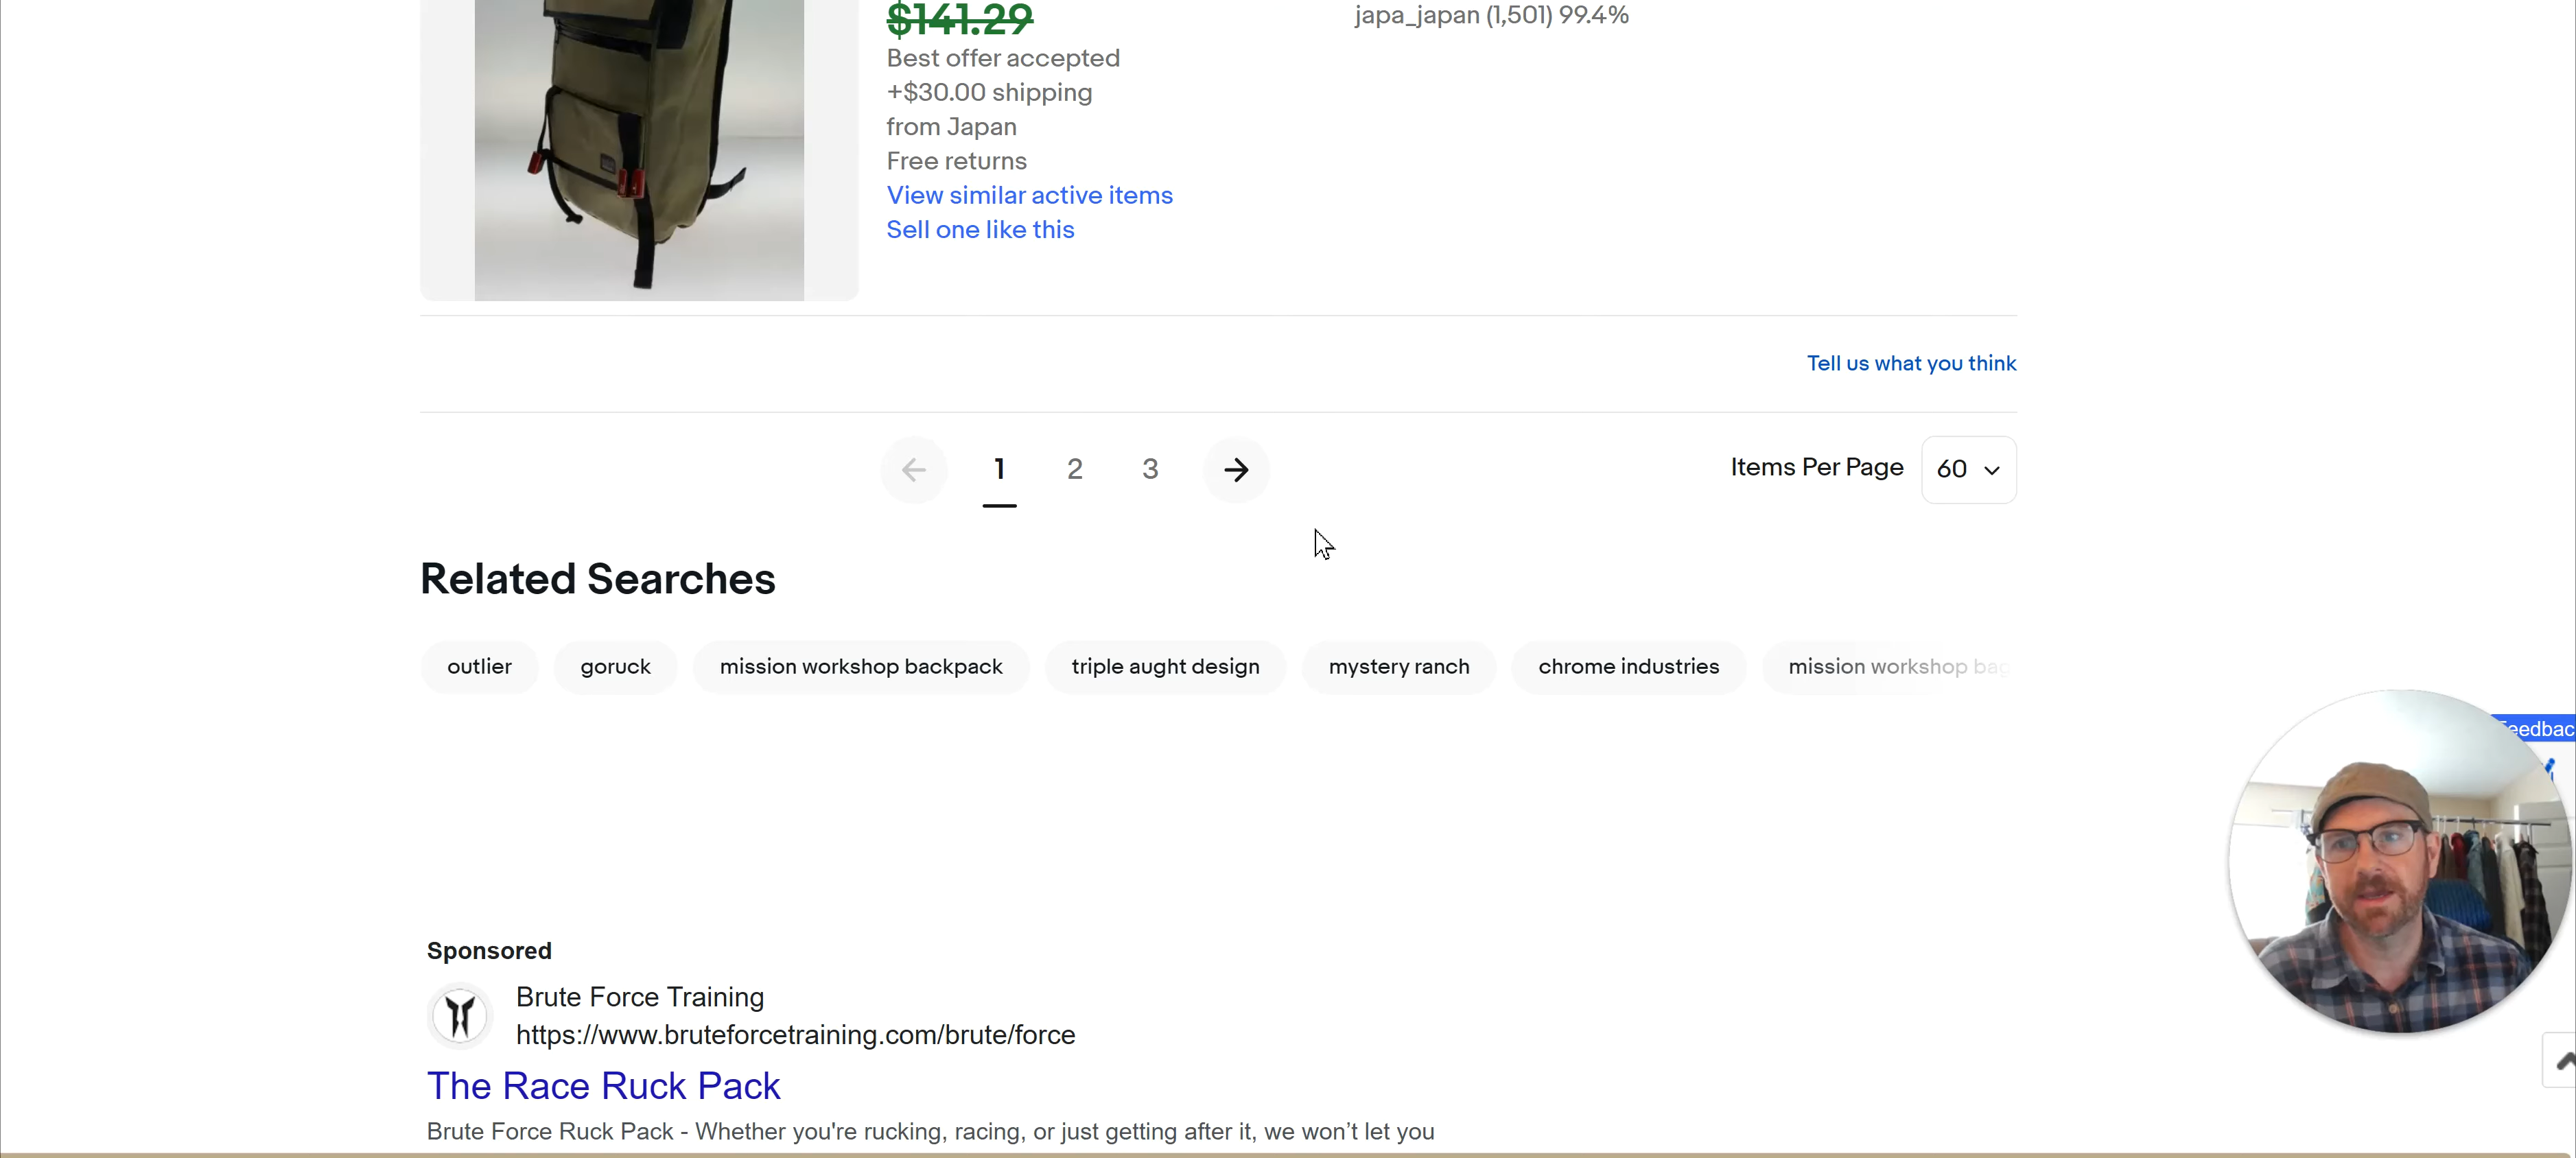 $141.29
japa_japan (1,501) 99.4%
Best offer accepted
+$30.00 shipping
from Japan
Free returns
View similar active items
Sell one like this
Tell us what you think
1 2 3
Items Per Page 60
Related Searches
outlier
goruck
mission workshop backpack
triple aught design
mystery ranch
chrome industries
mission workshop bag
eedbac
Sponsored
Brute Force Training
https://www.bruteforcetraining.com/brute/force
The Race Ruck Pack
Brute Force Ruck Pack - Whether you're rucking, racing, or just getting after it, we won’t let you